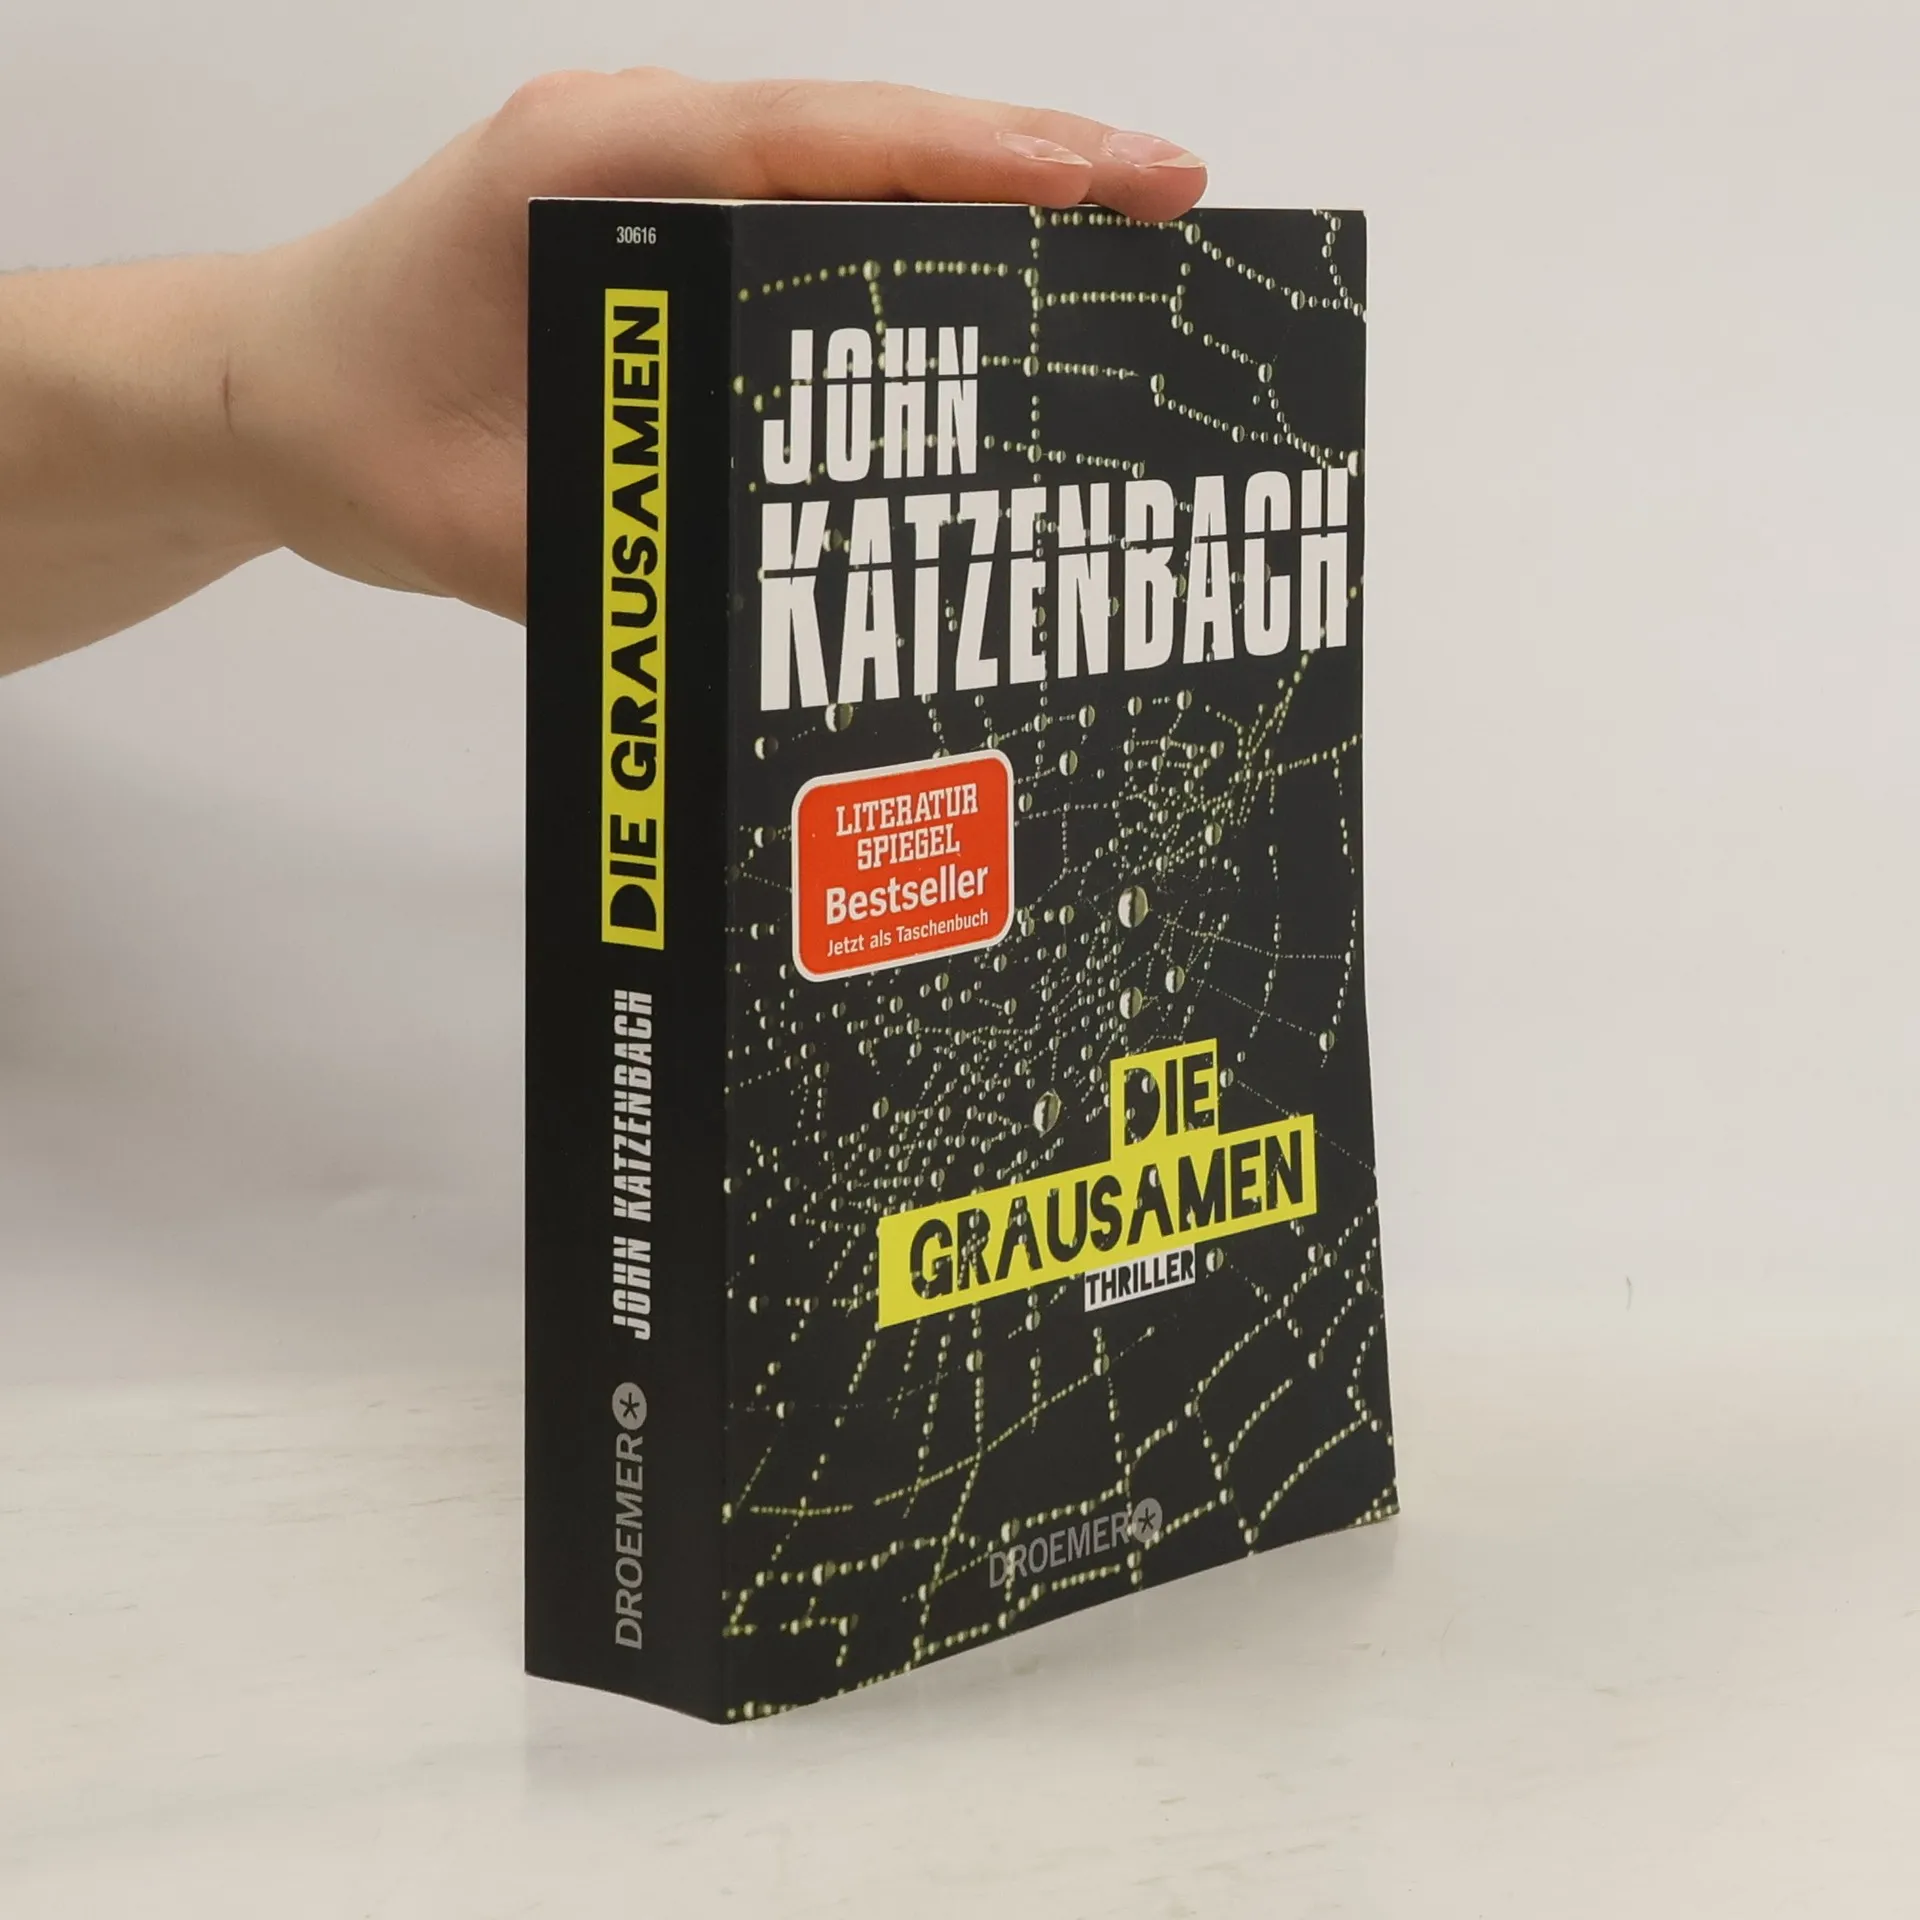 30616
DIE GRAUSAMEN
JOHN KATZENBACH
DROEMER*
JOHN
KATZENBACH
LITERATUR
SPIEGEL
Bestseller
Jetzt als Taschenbuch
DIE
GRAUSAMEN
THRILLER
DROEMER*